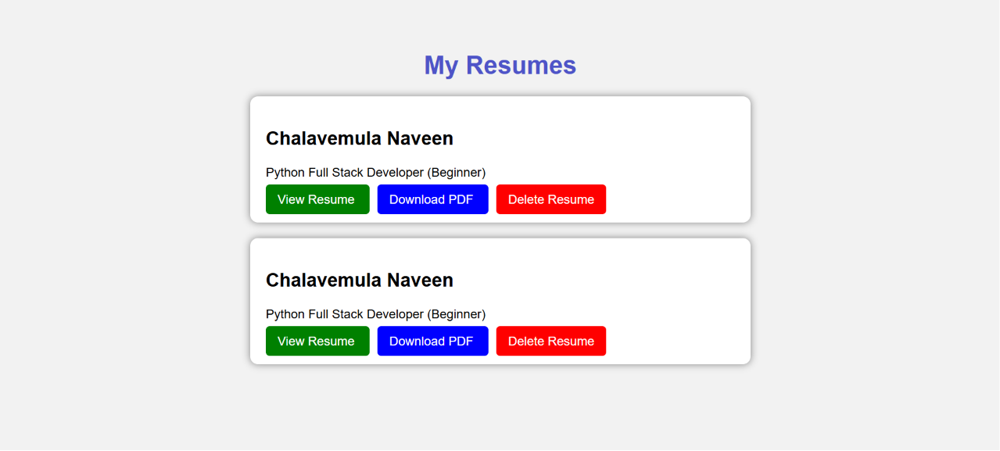 My Resumes
Chalavemula Naveen
Python Full Stack Developer (Beginner)
View Resume Download PDF Delete Resume
Chalavemula Naveen
Python Full Stack Developer (Beginner)
View Resume Download PDF Delete Resume